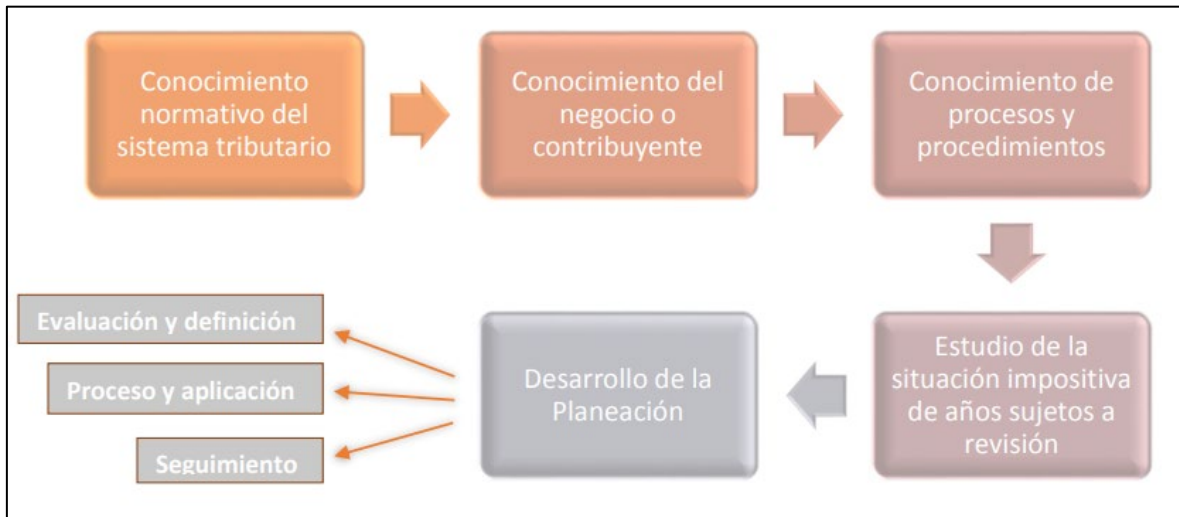 Conocimiento
normativo del
sistema tributario
Conocimiento del
negocio o
contribuyente
Conocimiento de
procesos y
procedimientos
Estudio de la
situación impositiva
de años sujetos a
revisión
Desarrollo de la
Planeación
Evaluación y definición
Proceso y aplicación
Seguimiento